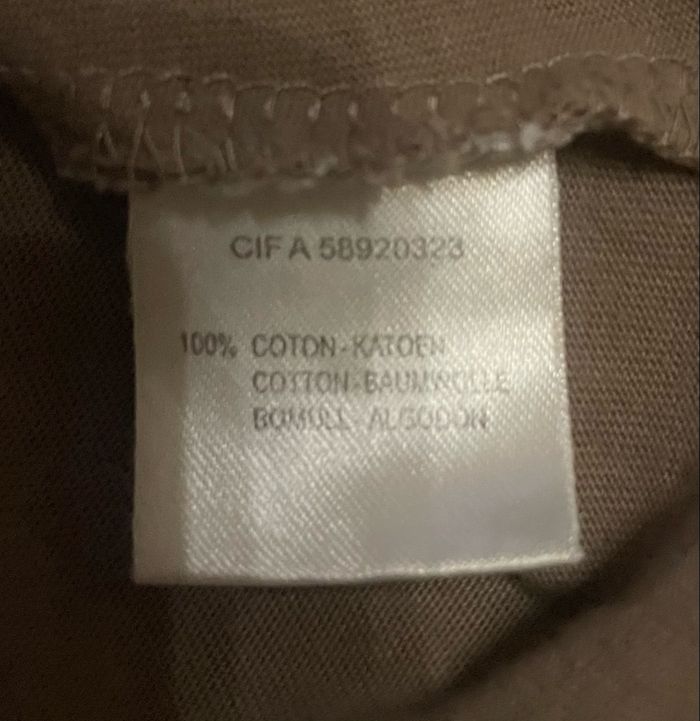 CIF A 58920323
100% COTON-KATOEN
COTTON-BAUMWOLLE
BOMULL-ALGODON